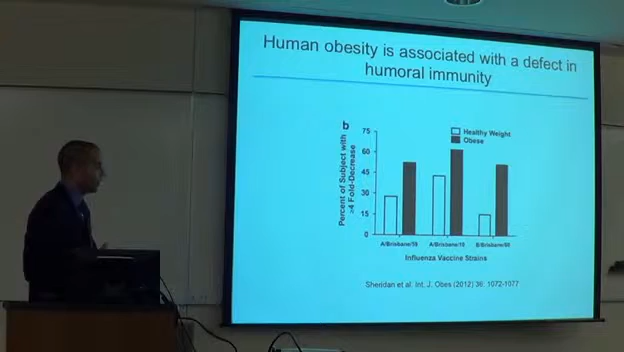 Human obesity is associated with a defect in
humoral immunity
b
Healthy Weight
Obese
Percent of Subject with
≥4 Fold-Decrease
75
60
45
30
15
0
A/Brisbane/59
A/Brisbane/10
B/Brisbane/60
Influenza Vaccine Strains
Sheridan et al. Int. J. Obes (2012) 36: 1072-1077